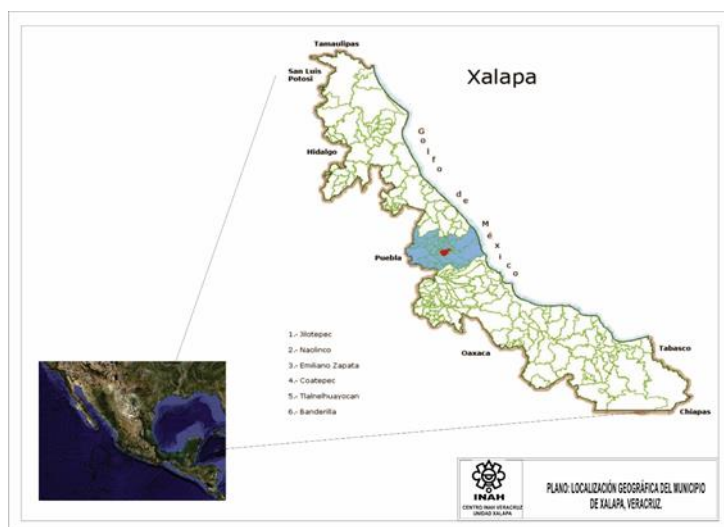 Xalapa
Tamaulipas
San Luis
Potosi
Hidalgo
Golfo de México
Puebla
Oaxaca
Tabasco
Chiapas
1.- Jilotepec
2.- Naolinco
3.- Emiliano Zapata
4.- Coatepec
5.- Tlalnelhuayocan
6.- Banderilla
INAH
CENTRO INAH VERACRUZ
UNIDAD XALAPA
PLANO: LOCALIZACIÓN GEOGRÁFICA DEL MUNICIPIO
DE XALAPA, VERACRUZ.